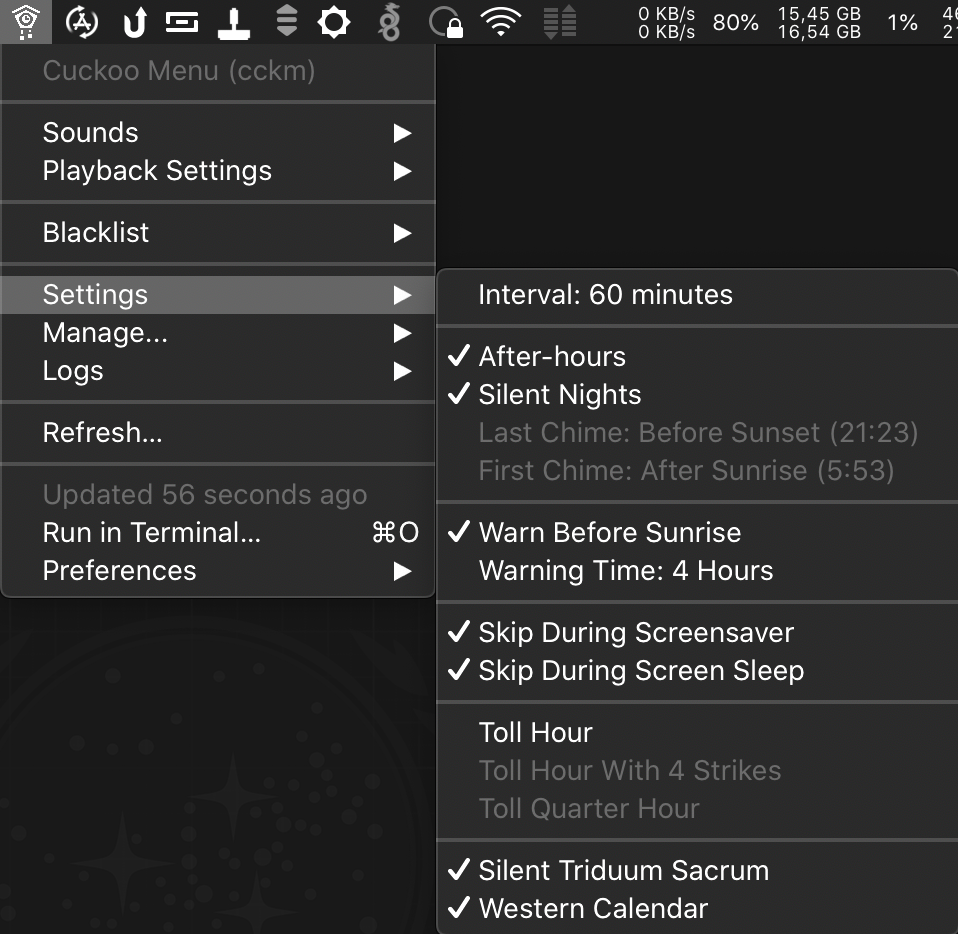 0 KB/s
0 KB/s
80%
15,45 GB
16,54 GB
1%
Cuckoo Menu (cckm)
Sounds
Playback Settings
Blacklist
Settings
Manage...
Logs
Refresh...
Updated 56 seconds ago
Run in Terminal... ⌘O
Preferences
Interval: 60 minutes
After-hours
Silent Nights
Last Chime: Before Sunset (21:23)
First Chime: After Sunrise (5:53)
Warn Before Sunrise
Warning Time: 4 Hours
Skip During Screensaver
Skip During Screen Sleep
Toll Hour
Toll Hour With 4 Strikes
Toll Quarter Hour
Silent Triduum Sacrum
Western Calendar